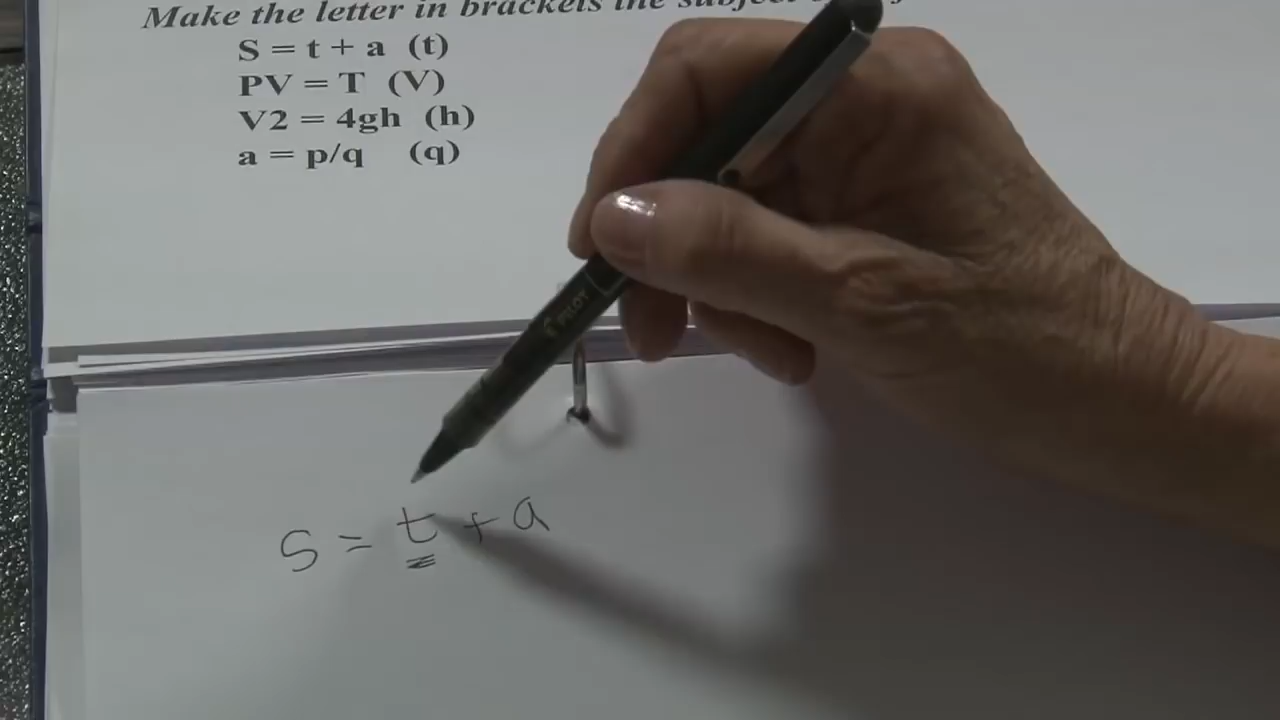 Make the letter in brackets the subject
S = t + a (t)
PV = T (V)
V2 = 4gh (h)
a = p/q (q)
PILOT
S = t + a